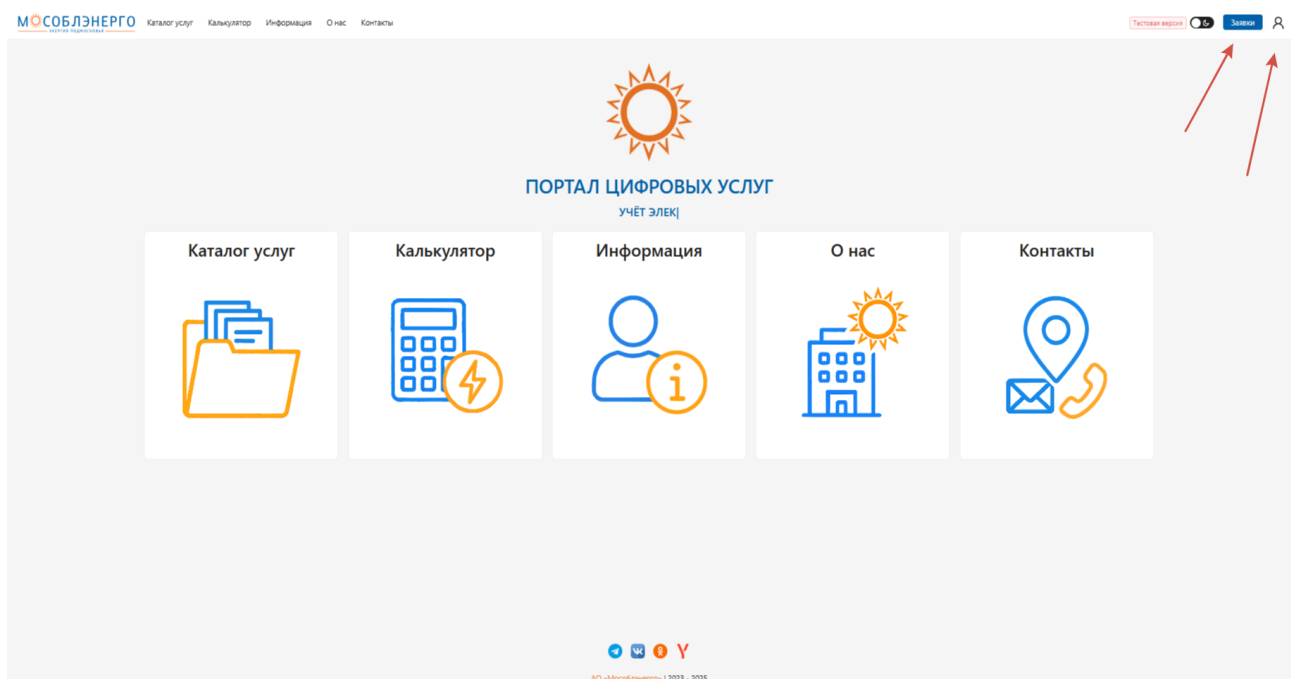 МОСОБЛЭНЕРГО
ЭНЕРГИЯ ПОДМОСКОВЬЯ
Каталог услуг Калькулятор Информация О нас Контакты
Тестовая версия
Заявки
ПОРТАЛ ЦИФРОВЫХ УСЛУГ
УЧЁТ ЭЛЕК|
Каталог услуг Калькулятор Информация О нас Контакты
АО «Мособлэнерго» | 2023 - 2025